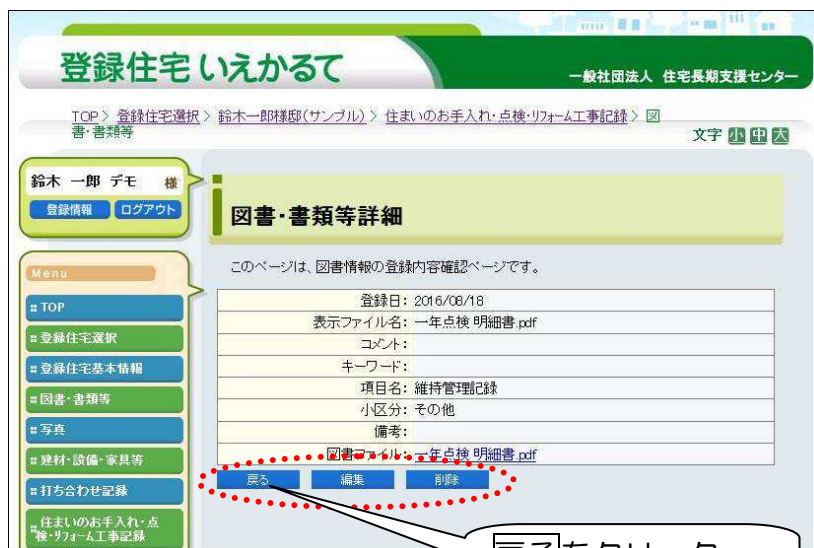 登録住宅 いえかるて
一般社団法人 住宅長期支援センター
TOP > 登録住宅選択 > 鈴木一郎様邸(サンプル) > 住まいのお手入れ・点検・リフォーム工事記録 > 図
書・書類等
文字 小 中 大
鈴木 一郎 デモ 様
登録情報 ログアウト
図書・書類等詳細
このページは、図書情報の登録内容確認ページです。
Menu
TOP
登録住宅選択
登録住宅基本情報
図書・書類等
写真
建材・設備・家具等
打ち合わせ記録
住まいのお手入れ・点
検・リフォーム工事記録
登録日: 2016/08/18
表示ファイル名: 一年点検 明細書.pdf
コメント:
キーワード:
項目名: 維持管理記録
小区分: その他
備考:
図書ファイル: 一年点検 明細書.pdf
戻る 編集 削除
戻るをクリック